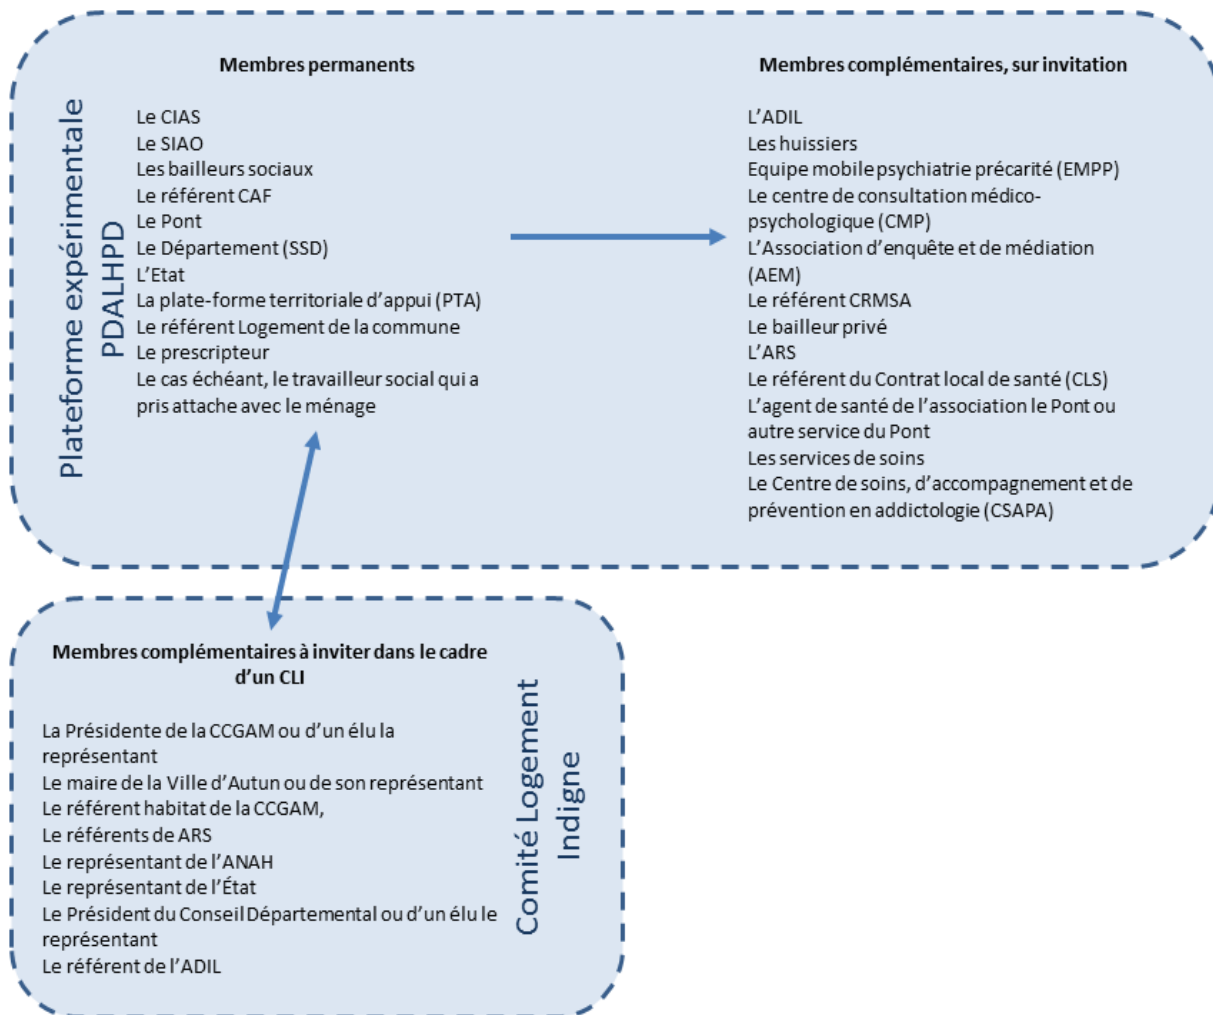 Plateforme expérimentale
PDALHPD
Membres permanents
Le CIAS
Le SIAO
Les bailleurs sociaux
Le référent CAF
Le Pont
Le Département (SSD)
L'Etat
La plate-forme territoriale d'appui (PTA)
Le référent Logement de la commune
Le prescripteur
Le cas échéant, le travailleur social qui a
pris attache avec le ménage
Membres complémentaires, sur invitation
L'ADIL
Les huissiers
Equipe mobile psychiatrie précarité (EMPP)
Le centre de consultation médico-
psychologique (CMP)
L'Association d'enquête et de médiation
(AEM)
Le référent CRMSA
Le bailleur privé
L'ARS
Le référent du Contrat local de santé (CLS)
L'agent de santé de l'association le Pont ou
autre service du Pont
Les services de soins
Le Centre de soins, d'accompagnement et de
prévention en addictologie (CSAPA)
Membres complémentaires à inviter dans le cadre
d'un CLI
La Présidente de la CCGAM ou d'un élu la
représentant
Le maire de la Ville d'Autun ou de son représentant
Le référent habitat de la CCGAM,
Le référents de ARS
Le représentant de l'ANAH
Le représentant de l'État
Le Président du Conseil Départemental ou d'un élu le
représentant
Le référent de l'ADIL
Comité Logement
Indigne